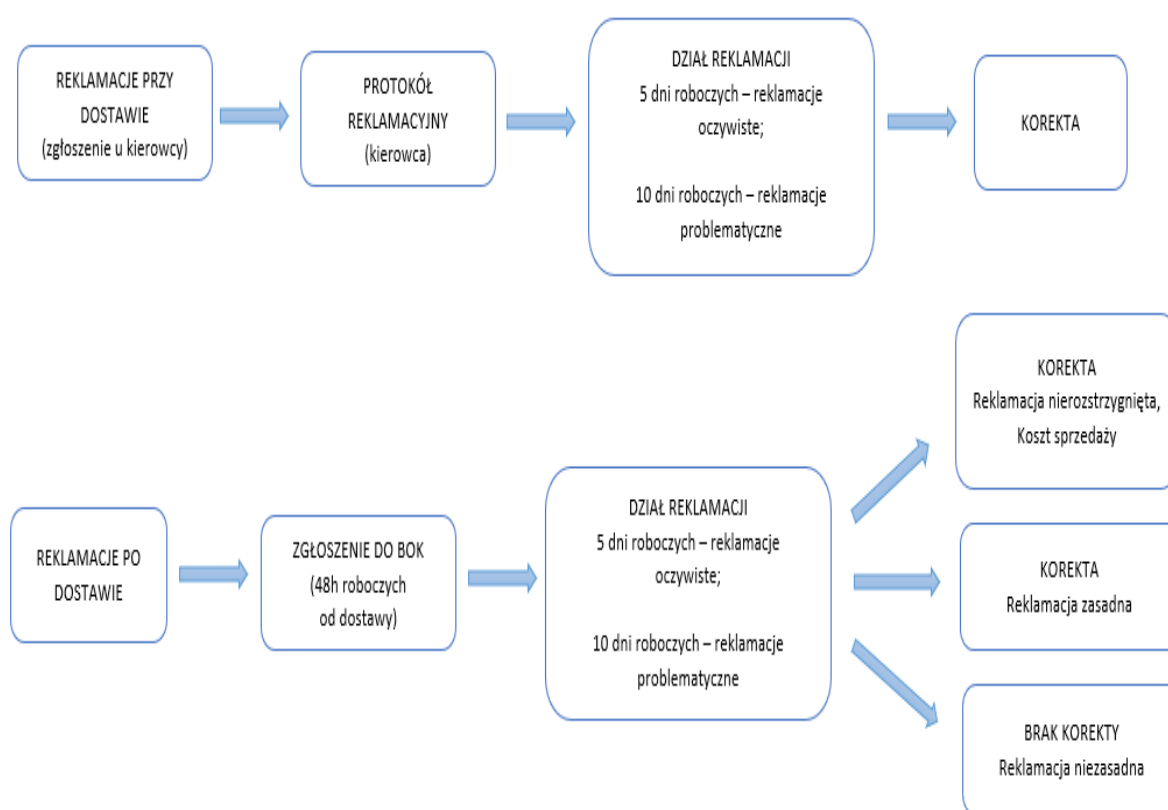 REKLAMACJE PRZY
DOSTAWIE
(zgłoszenie u kierowcy)
PROTOKÓŁ
REKLAMACYJNY
(kierowca)
DZIAŁ REKLAMACJI
5 dni roboczych – reklamacje
oczywiste;
10 dni roboczych – reklamacje
problematyczne
KOREKTA
REKLAMACJE PO
DOSTAWIE
ZGŁOSZENIE DO BOK
(48h roboczych
od dostawy)
DZIAŁ REKLAMACJI
5 dni roboczych – reklamacje
oczywiste;
10 dni roboczych – reklamacje
problematyczne
KOREKTA
Reklamacja nierozstrzygnięta,
Koszt sprzedaży
KOREKTA
Reklamacja zasadna
BRAK KOREKTY
Reklamacja niezasadna